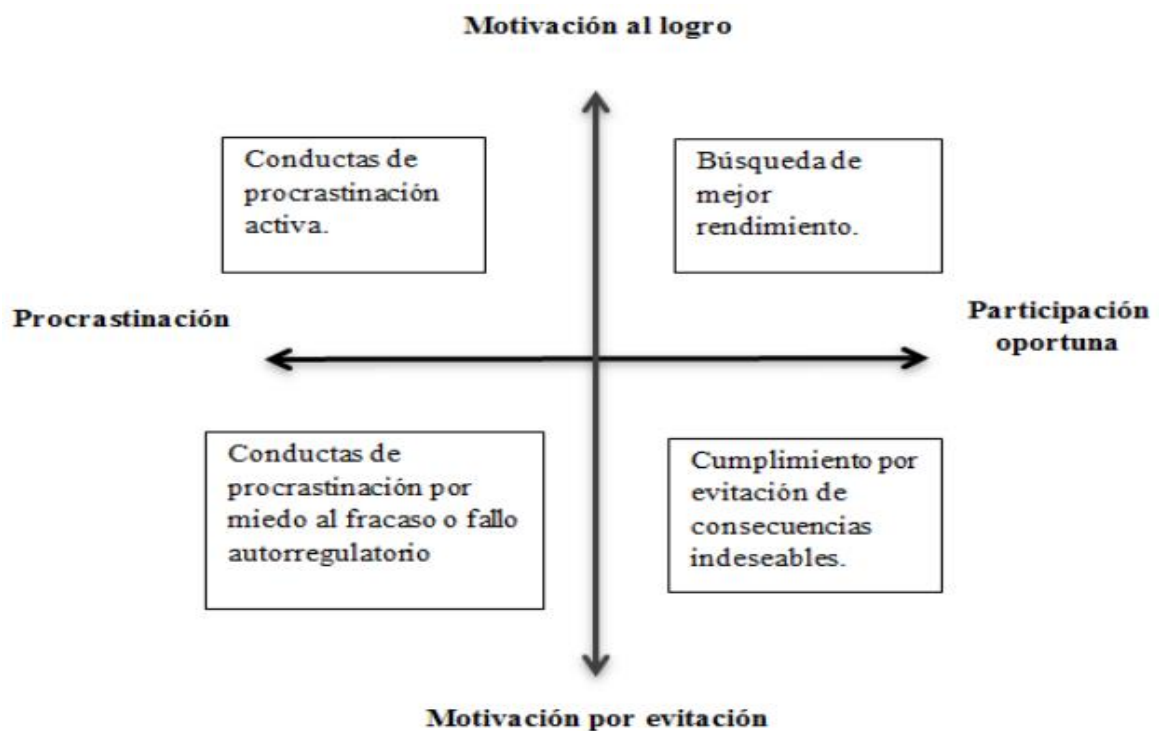 Motivación al logro
Conductas de
procrastinación
activa.
Búsqueda de
mejor
rendimiento.
Procrastinación
Participación
oportuna
Conductas de
procrastinación por
miedo al fracaso o fallo
autorregulatorio
Cumplimiento por
evitación de
consecuencias
indeseables.
Motivación por evitación